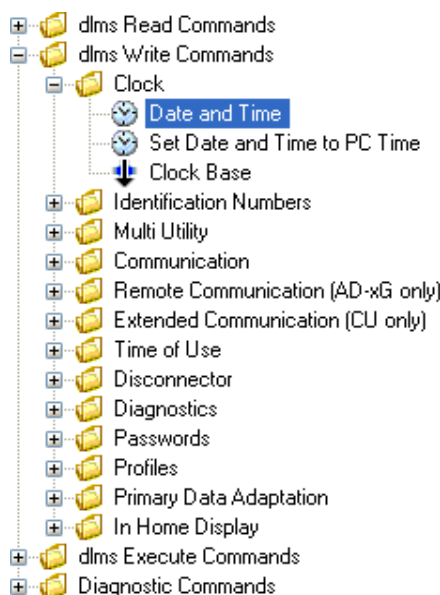 dlms Read Commands
dlms Write Commands
Clock
Date and Time
Set Date and Time to PC Time
Clock Base
Identification Numbers
Multi Utility
Communication
Remote Communication (AD-xG only)
Extended Communication (CU only)
Time of Use
Disconnector
Diagnostics
Passwords
Profiles
Primary Data Adaptation
In Home Display
dlms Execute Commands
Diagnostic Commands